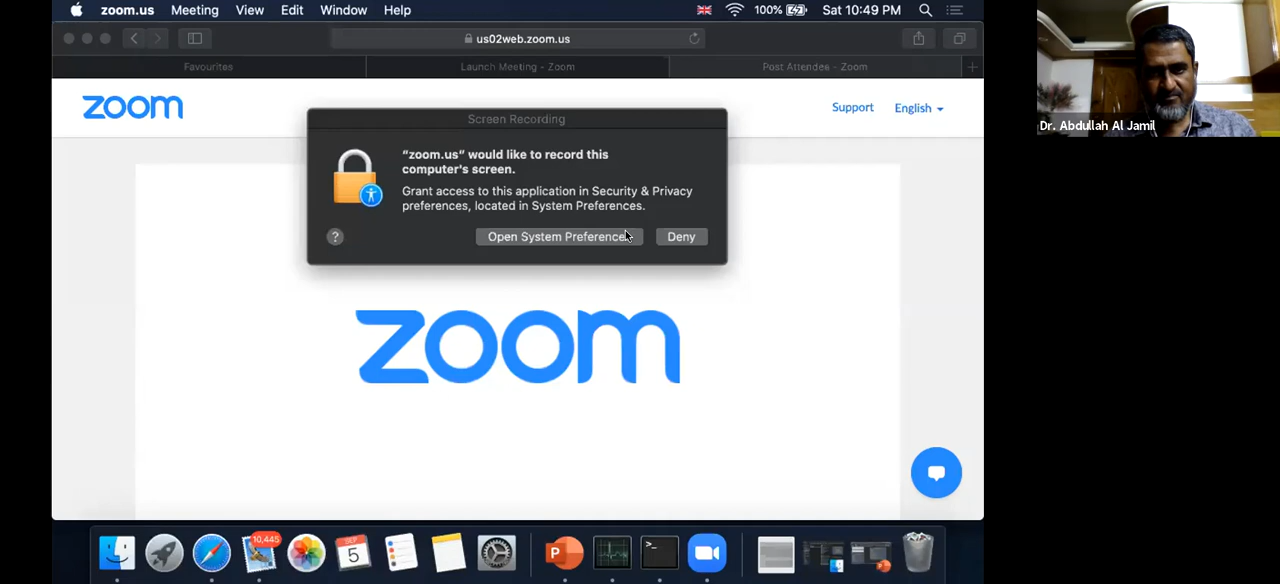 zoom.us Meeting View Edit Window Help 100% Sat 10:49 PM
us02web.zoom.us
Favourites Launch Meeting - Zoom Post Attendee - Zoom
zoom Support English
Screen Recording
“zoom.us” would like to record this
computer's screen.
Grant access to this application in Security & Privacy
preferences, located in System Preferences.
? Open System Preferences Deny
zoom
Dr. Abdullah Al Jamil
10,445
SEP
5
P
>_